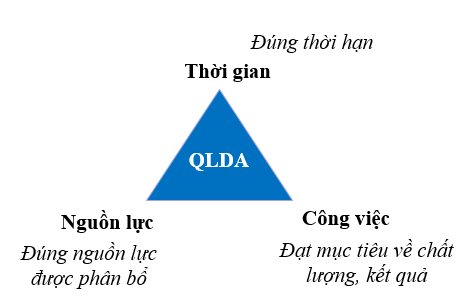 Đúng thời hạn
Thời gian
QLDA
Nguồn lực
Đúng nguồn lực
được phân bổ
Công việc
Đạt mục tiêu về chất
lượng, kết quả